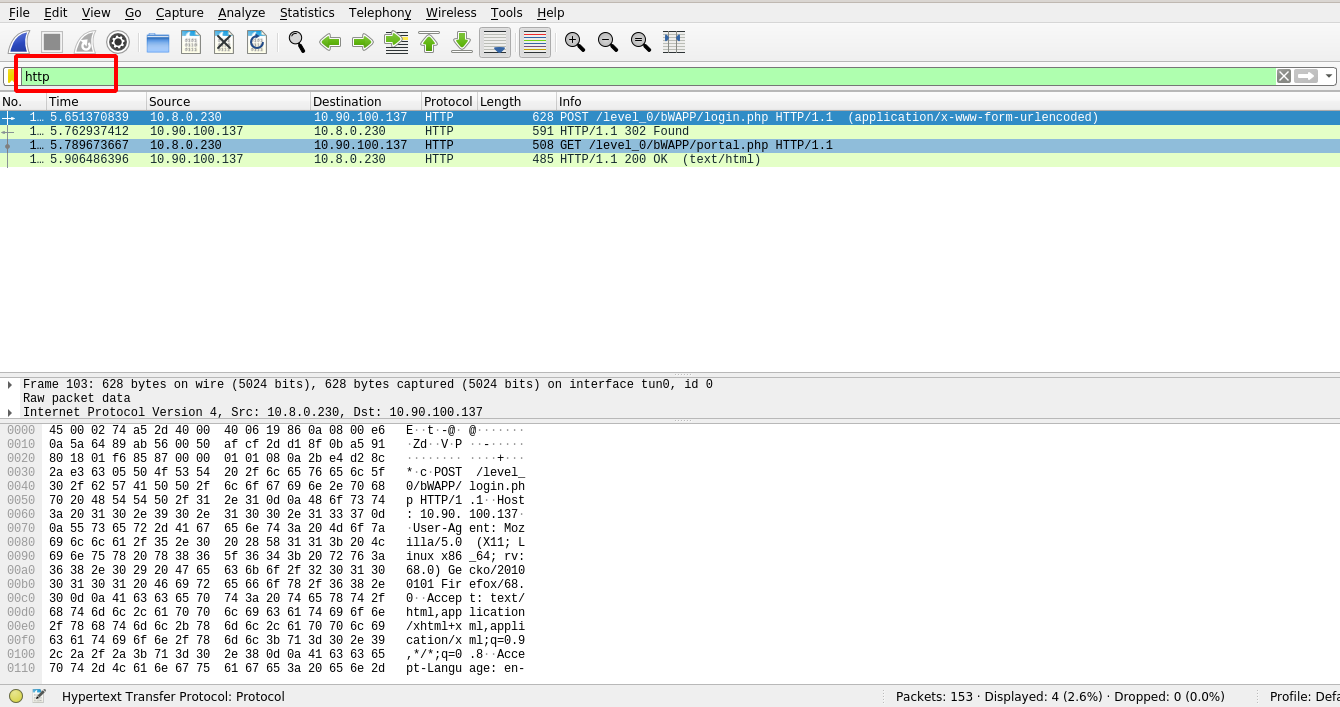 File Edit View Go Capture Analyze Statistics Telephony Wireless Tools Help
http
No. Time Source Destination Protocol Length Info
1… 5.651370839 10.8.0.230 10.90.100.137 HTTP 628 POST /level_0/bWAPP/login.php HTTP/1.1  (application/x-www-form-urlencoded)
1… 5.762937412 10.90.100.137 10.8.0.230 HTTP 591 HTTP/1.1 302 Found
1… 5.789673667 10.8.0.230 10.90.100.137 HTTP 508 GET /level_0/bWAPP/portal.php HTTP/1.1
1… 5.906486396 10.90.100.137 10.8.0.230 HTTP 485 HTTP/1.1 200 OK  (text/html)
Frame 103: 628 bytes on wire (5024 bits), 628 bytes captured (5024 bits) on interface tun0, id 0
Raw packet data
Internet Protocol Version 4, Src: 10.8.0.230, Dst: 10.90.100.137
0000 45 00 02 74 a5 2d 40 00 40 06 19 86 0a 08 00 e6 E··t·-@· @·······
0010 0a 5a 64 89 ab 56 00 50 af cf 2d d1 8f 0b a5 91 ·Zd··V·P ··-·····
0020 80 18 01 f6 85 87 00 00 01 01 08 0a 2b e4 d2 8c ········ ····+···
0030 2a e3 63 05 50 4f 53 54 20 2f 6c 65 76 65 6c 5f *·c·POST /level_
0040 30 2f 62 57 41 50 50 2f 6c 6f 67 69 6e 2e 70 68 0/bWAPP/ login.ph
0050 70 20 48 54 54 50 2f 31 2e 31 0d 0a 48 6f 73 74 p HTTP/1 .1··Host
0060 3a 20 31 30 2e 39 30 2e 31 30 30 2e 31 33 37 0d : 10.90. 100.137·
0070 0a 55 73 65 72 2d 41 67 65 6e 74 3a 20 4d 6f 7a ·User-Ag ent: Moz
0080 69 6c 6c 61 2f 35 2e 30 20 28 58 31 31 3b 20 4c illa/5.0 (X11; L
0090 69 6e 75 78 20 78 38 36 5f 36 34 3b 20 72 76 3a inux x86 _64; rv:
00a0 36 38 2e 30 29 20 47 65 63 6b 6f 2f 32 30 31 30 68.0) Ge cko/2010
00b0 30 31 30 31 20 46 69 72 65 66 6f 78 2f 36 38 2e 0101 Fir efox/68.
00c0 30 0d 0a 41 63 63 65 70 74 3a 20 74 65 78 74 2f 0··Accep t: text/
00d0 68 74 6d 6c 2c 61 70 70 6c 69 63 61 74 69 6f 6e html,app lication
00e0 2f 78 68 74 6d 6c 2b 78 6d 6c 2c 61 70 70 6c 69 /xhtml+x ml,appli
00f0 63 61 74 69 6f 6e 2f 78 6d 6c 3b 71 3d 30 2e 39 cation/x ml;q=0.9
0100 2c 2a 2f 2a 3b 71 3d 30 2e 38 0d 0a 41 63 63 65 ,*/*;q=0 .8··Acce
0110 70 74 2d 4c 61 6e 67 75 61 67 65 3a 20 65 6e 2d pt-Langu age: en-
Hypertext Transfer Protocol: Protocol Packets: 153 · Displayed: 4 (2.6%) · Dropped: 0 (0.0%) Profile: Defa